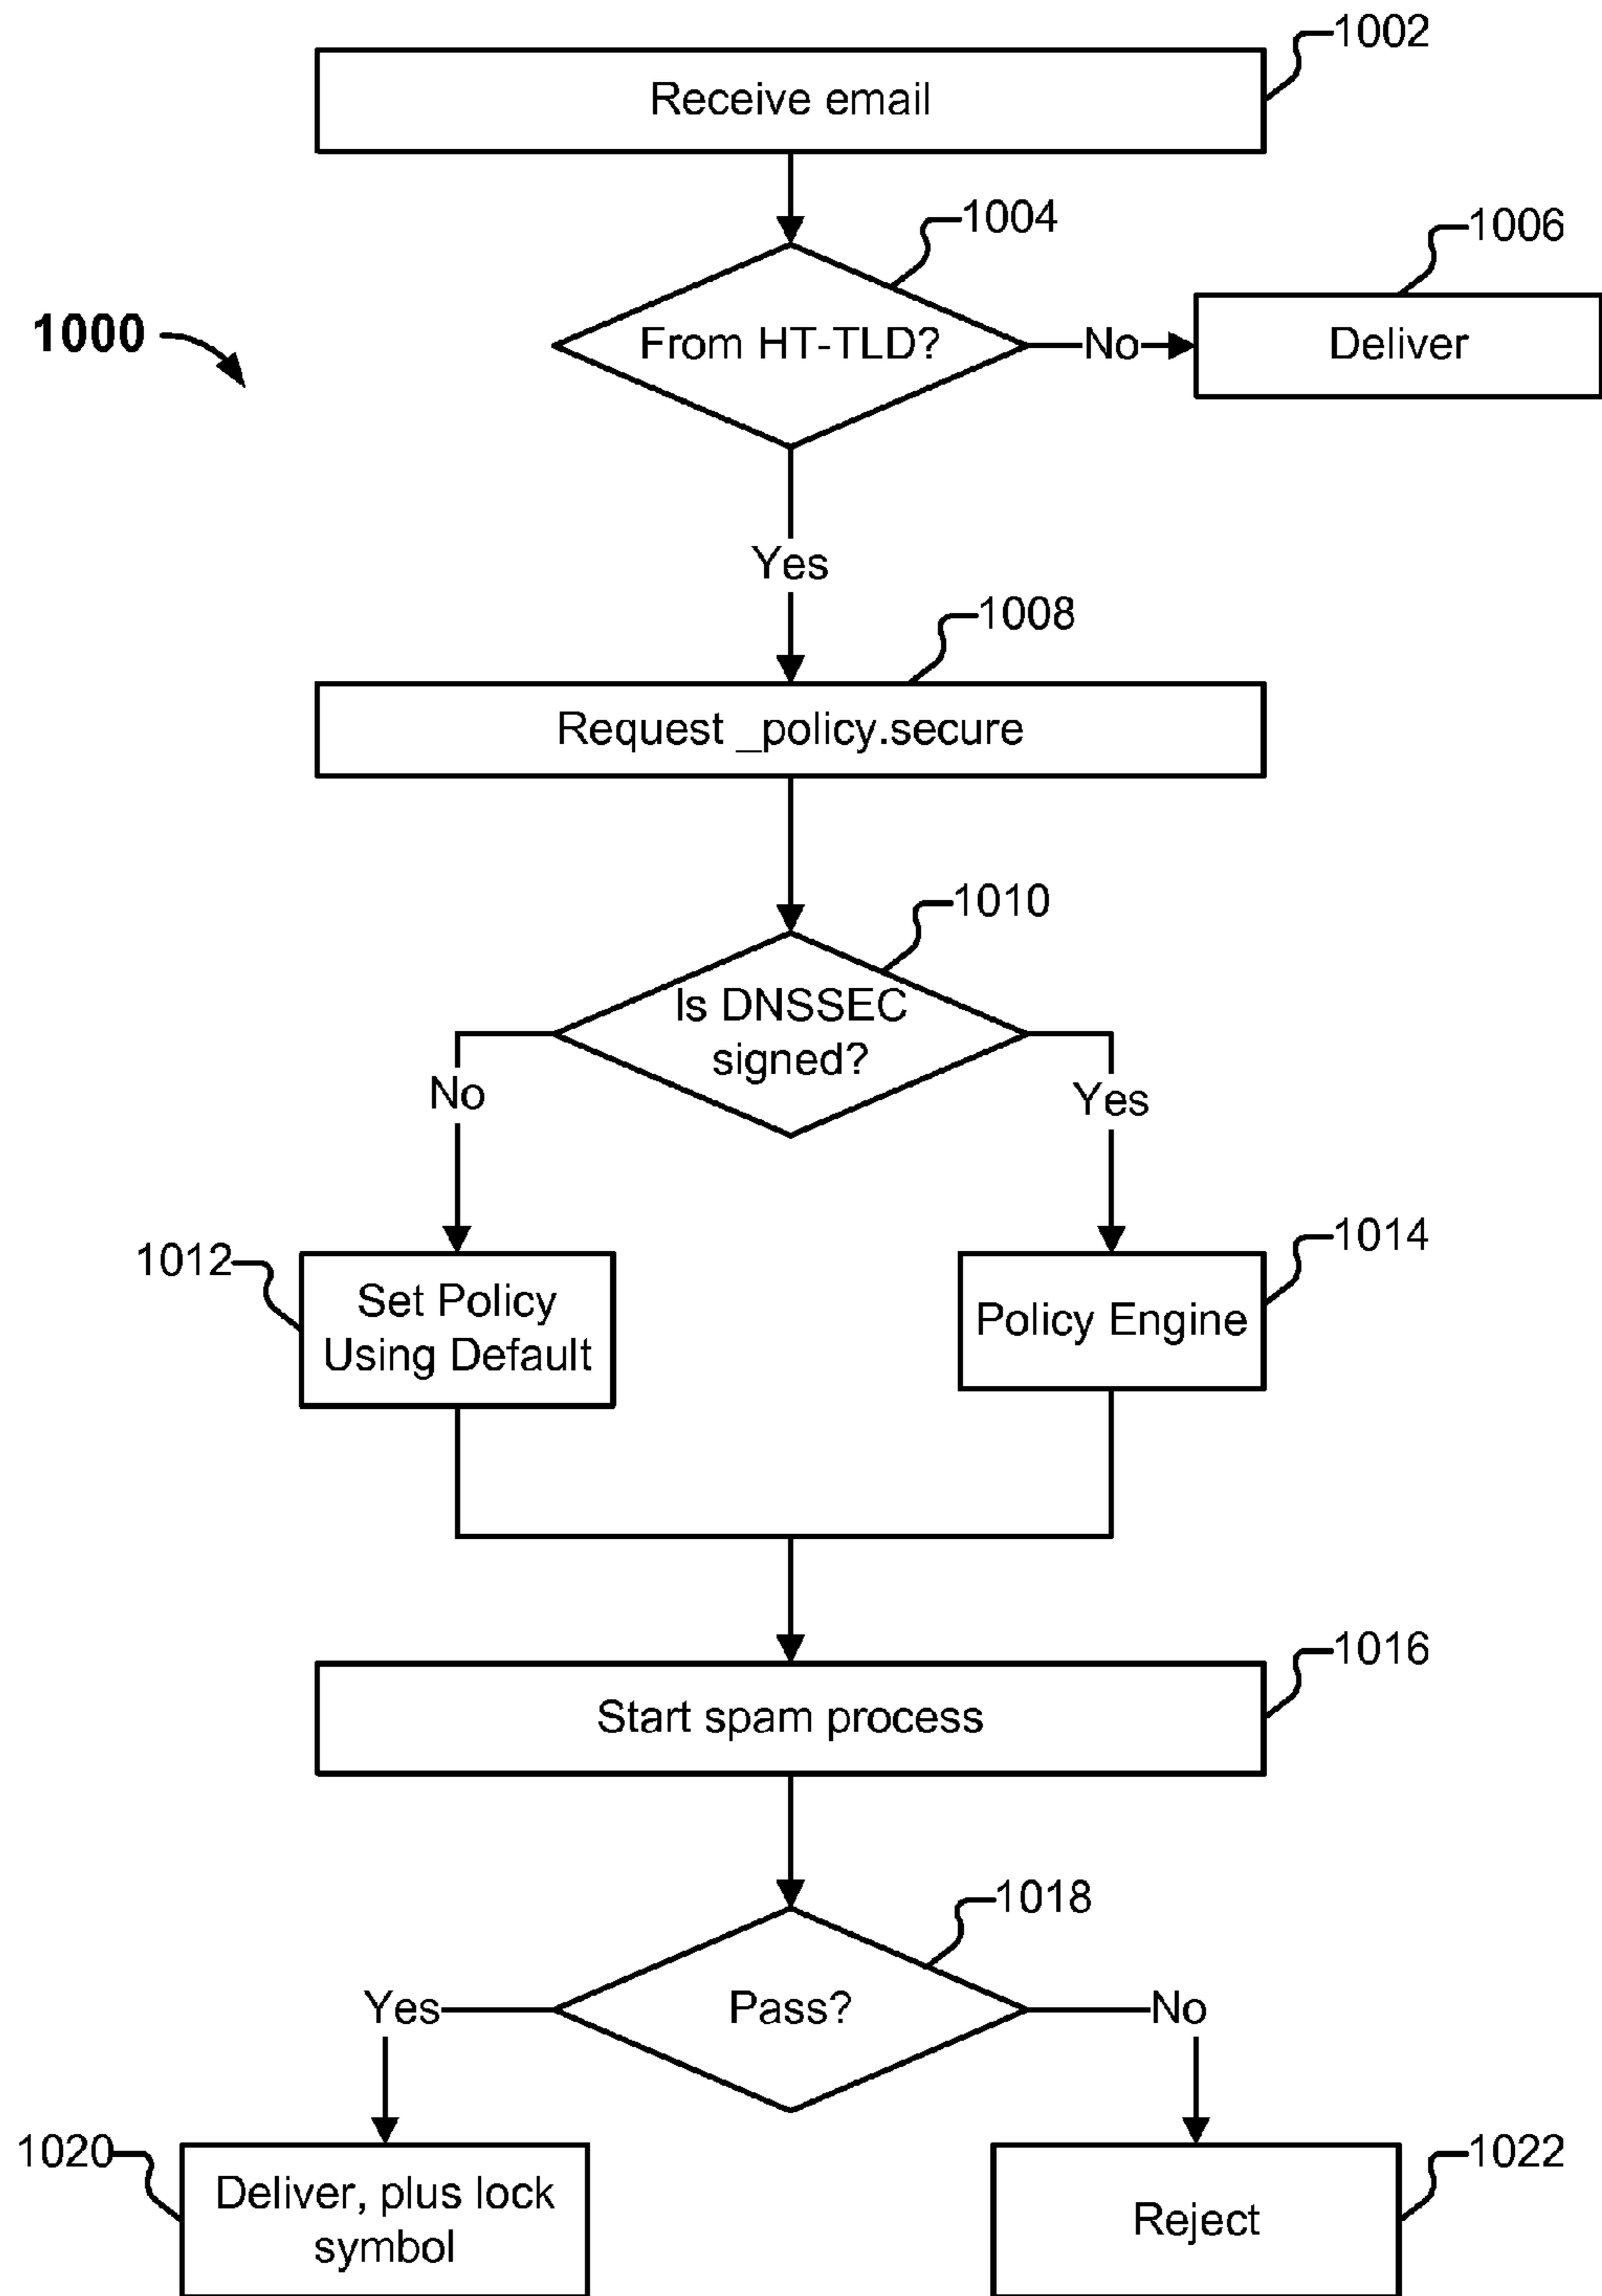 1002
Receive email
1004
1006
1000
From HT-TLD?
No
Deliver
Yes
1008
Request _policy.secure
1010
Is DNSSEC
signed?
No
Yes
1012
1014
Set Policy
Using Default
Policy Engine
1016
Start spam process
1018
Yes
Pass?
No
1020
1022
Deliver, plus lock
symbol
Reject